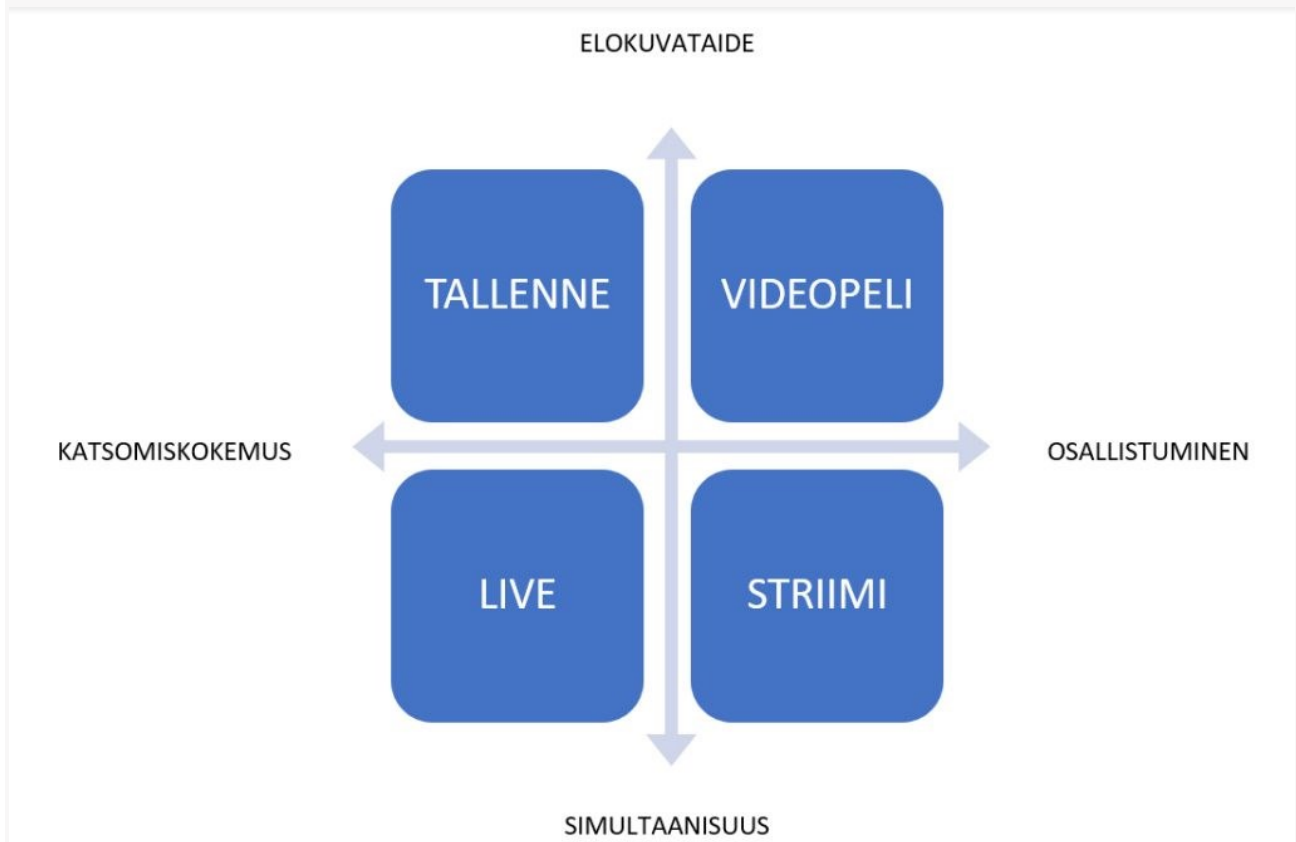 ELOKUVATAIDE
TALLENNE
VIDEOPELI
KATSOMISKOKEMUS
OSALLISTUMINEN
LIVE
STRIIMI
SIMULTAANISUUS